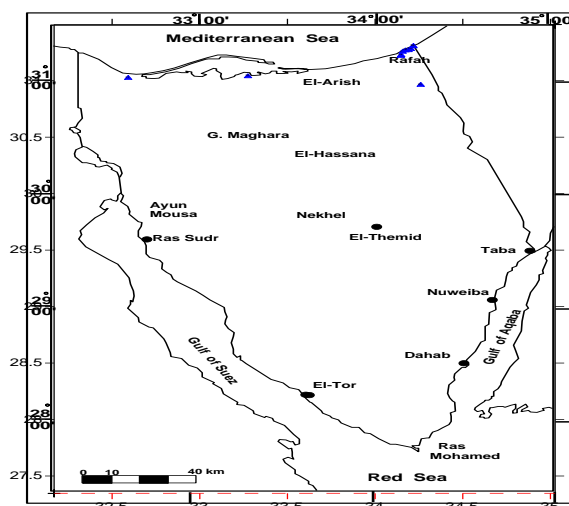 33°00' 34°00' 35°0
Mediterranean Sea
Rafah
El-Arish
31°00'
G. Maghara
30.5
El-Hassana
30°00'
Ayun
Mousa
Nekhel
El-Themid
Ras Sudr
Taba
29.5
Nuweiba
29°00'
Gulf of Aqaba
Gulf of Suez
Dahab
28.5
El-Tor
28°00'
Ras
Mohamed
27.5
0 10 40 km
Red Sea